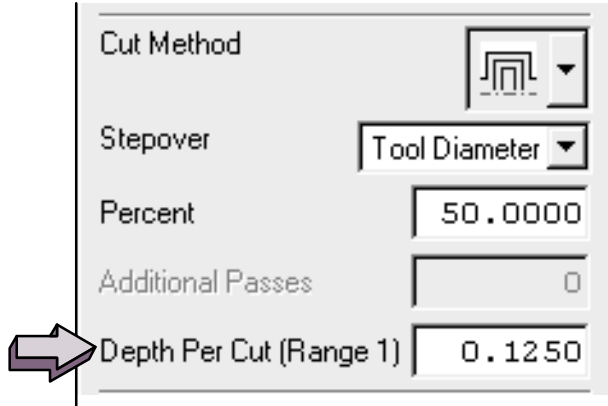 Cut Method
Stepover Tool Diameter
Percent 50.0000
Additional Passes 0
Depth Per Cut (Range 1) 0.1250